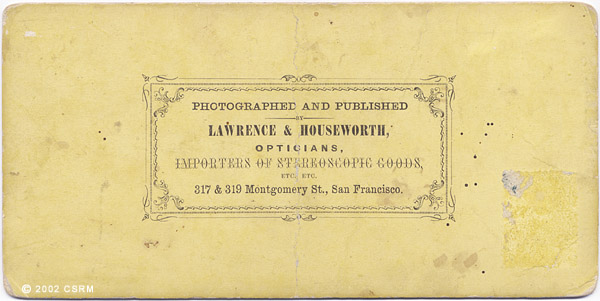 PHOTOGRAPHED AND PUBLISHED
BY
LAWRENCE & HOUSEWORTH,
OPTICIANS,
IMPORTERS OF STEREOSCOPIC GOODS,
ETC. ETC.
317 & 319 Montgomery St., San Francisco.
© 2002 CSRM